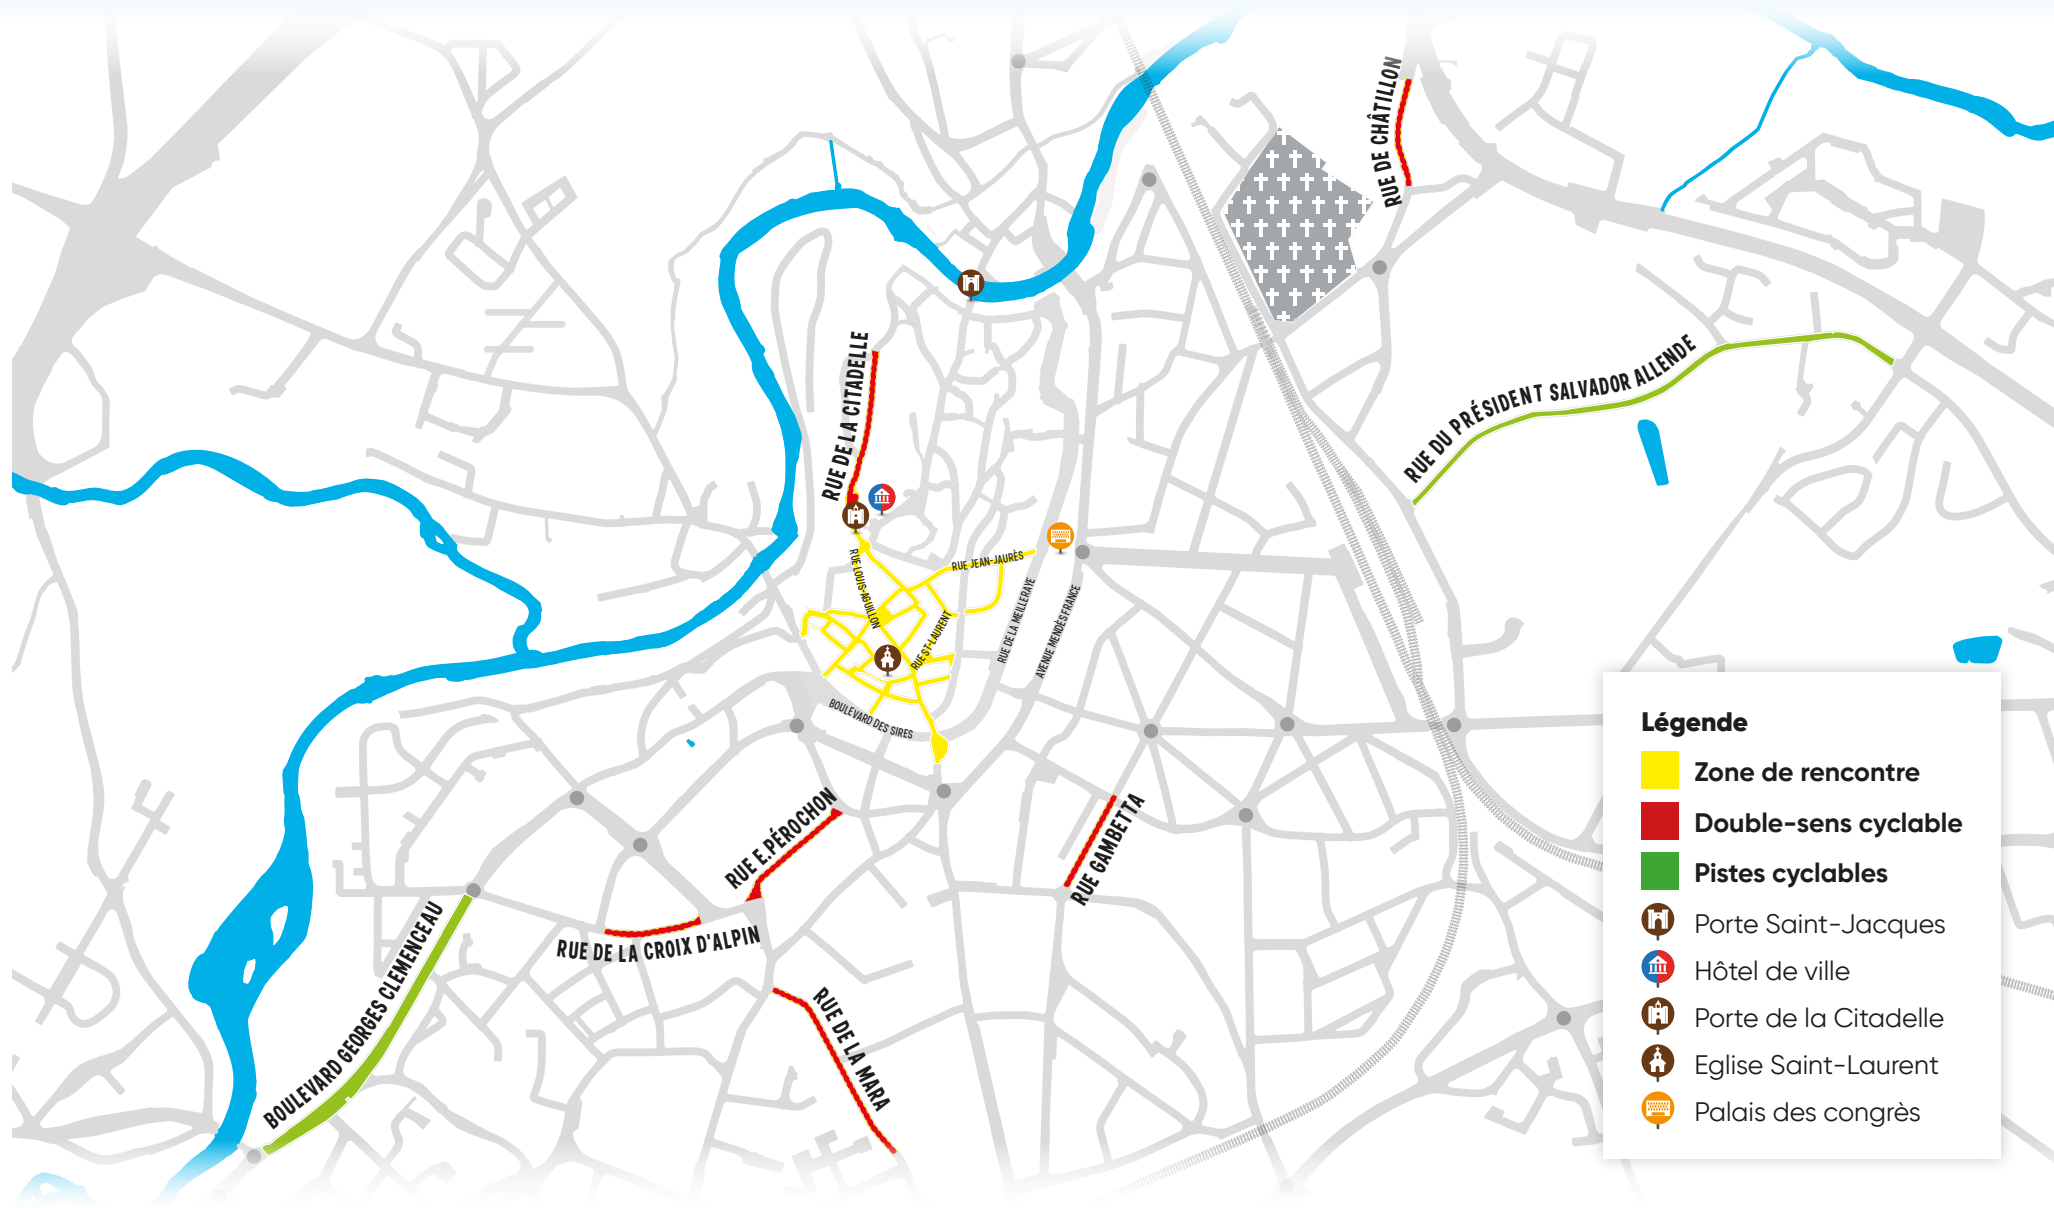 RUE DE CHÂTILLON
RUE DE LA CITADELLE
RUE DU PRÉSIDENT SALVADOR ALLENDE
RUE LOUIS-AGUILLON
RUE JEAN-JAURÈS
RUE ST-LAURENT
RUE DE LA MEILLERAYE
AVENUE MENDÈS FRANCE
BOULEVARD DES SIRES
RUE E.PÉROCHON
RUE GAMBETTA
RUE DE LA CROIX D'ALPIN
BOULEVARD GEORGES CLEMENCEAU
RUE DE LA MARA
Légende
Zone de rencontre
Double-sens cyclable
Pistes cyclables
Porte Saint-Jacques
Hôtel de ville
Porte de la Citadelle
Eglise Saint-Laurent
Palais des congrès